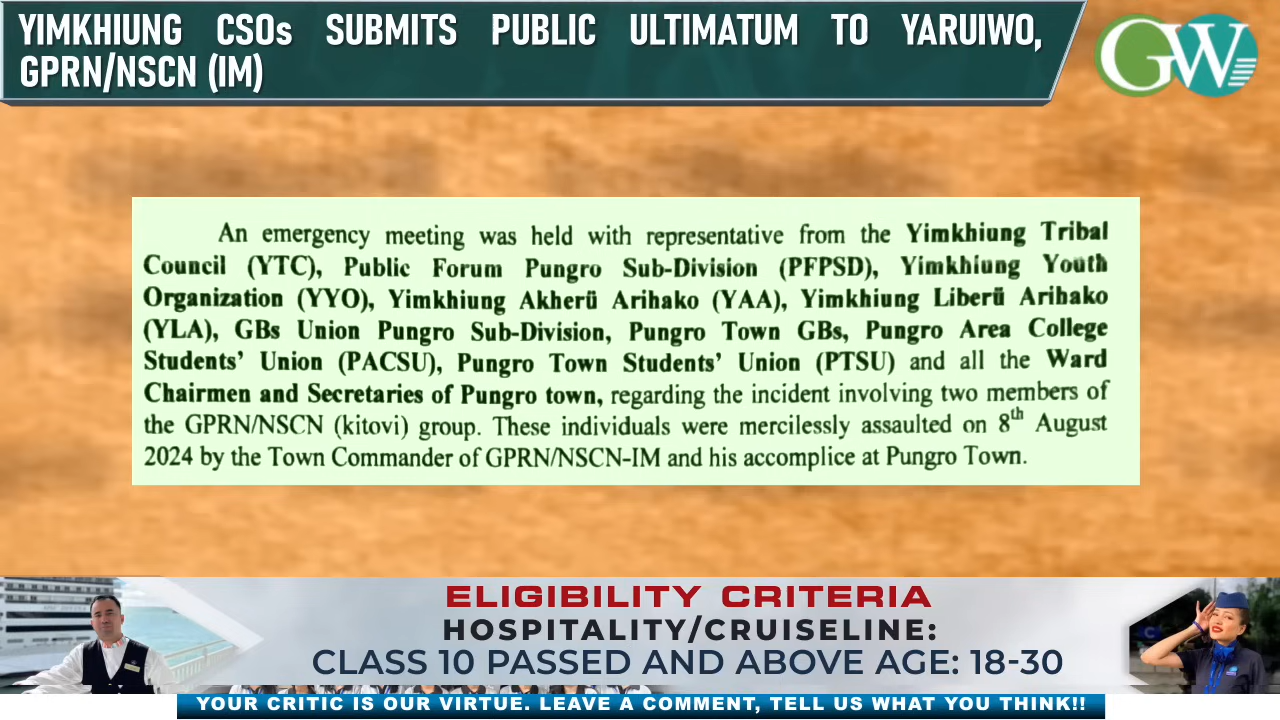 YIMKHIUNG CSOs SUBMITS PUBLIC ULTIMATUM TO YARUIWO,
GPRN/NSCN (IM)
GW
An emergency meeting was held with representative from the Yimkhiung Tribal
Council (YTC), Public Forum Pungro Sub-Division (PFPSD), Yimkhiung Youth
Organization (YYO), Yimkhiung Akherü Arihako (YAA), Yimkhiung Liberü Arihako
(YLA), GBs Union Pungro Sub-Division, Pungro Town GBs, Pungro Area College
Students' Union (PACSU), Pungro Town Students' Union (PTSU) and all the Ward
Chairmen and Secretaries of Pungro town, regarding the incident involving two members of
the GPRN/NSCN (kitovi) group. These individuals were mercilessly assaulted on 8th August
2024 by the Town Commander of GPRN/NSCN-IM and his accomplice at Pungro Town.
ELIGIBILITY CRITERIA
HOSPITALITY/CRUISELINE:
CLASS 10 PASSED AND ABOVE AGE: 18-30
YOUR CRITIC IS OUR VIRTUE. LEAVE A COMMENT, TELL US WHAT YOU THINK!!